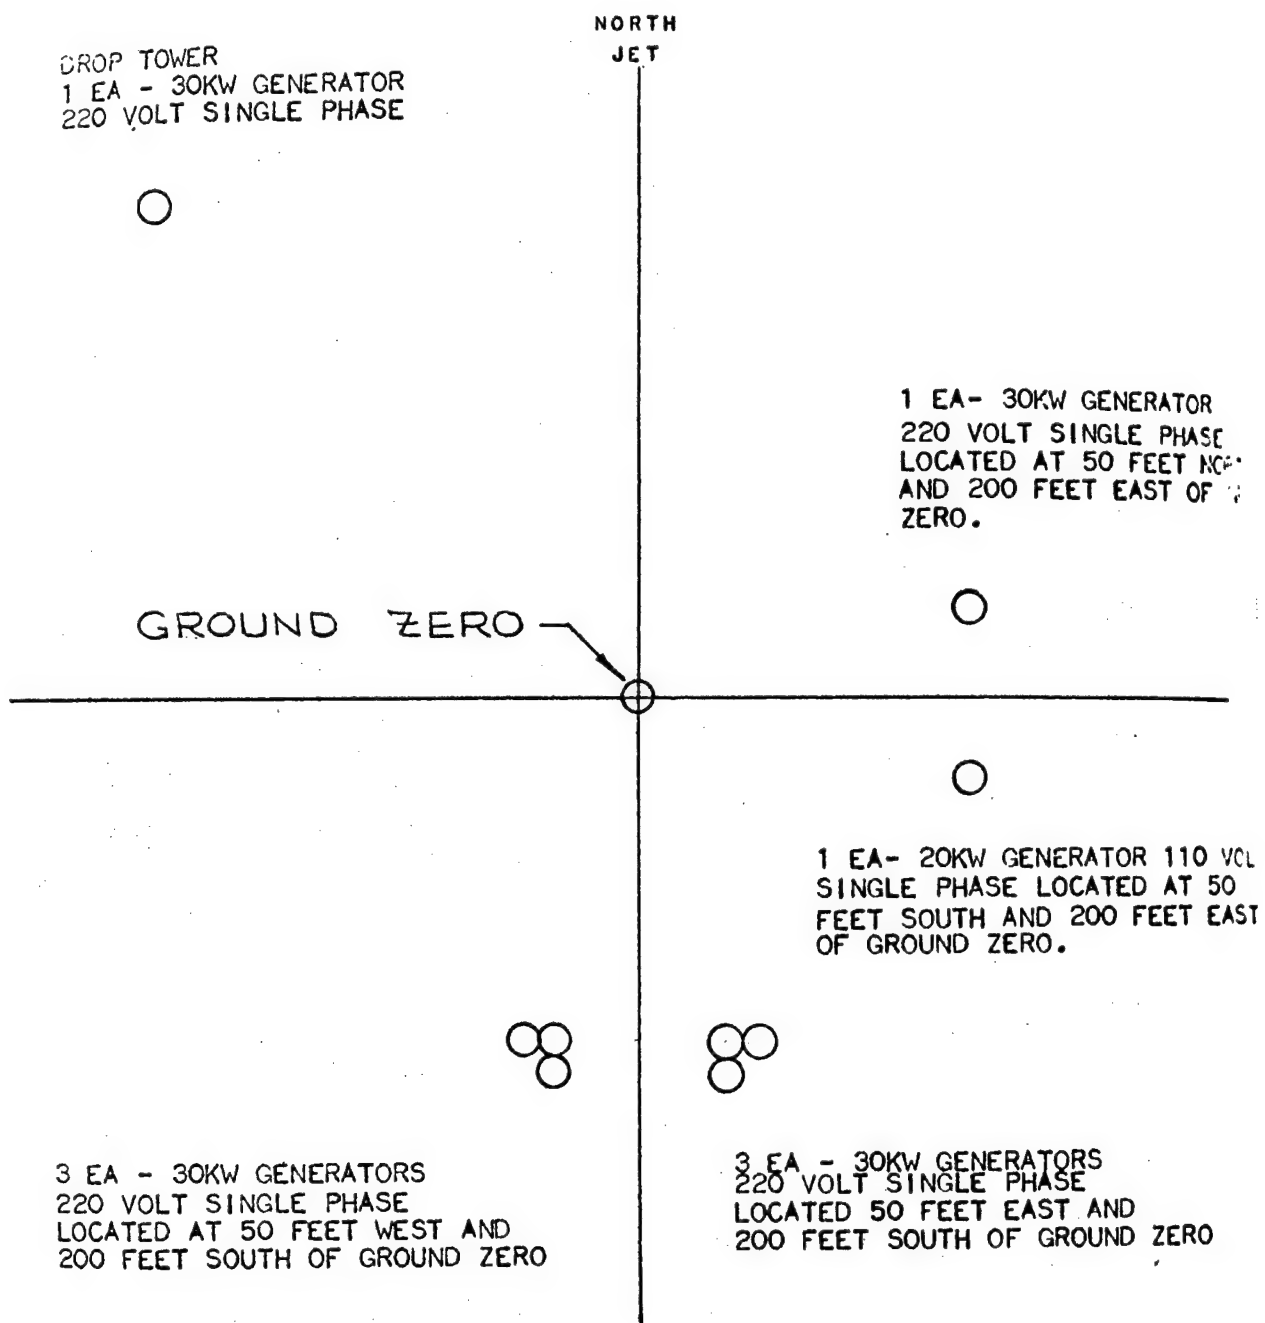 NORTH
JET
DROP TOWER
1 EA - 30KW GENERATOR
220 VOLT SINGLE PHASE
1 EA- 30KW GENERATOR
220 VOLT SINGLE PHASE
LOCATED AT 50 FEET
AND 200 FEET EAST OF
ZERO.
GROUND ZERO
1 EA- 20KW GENERATOR 110
SINGLE PHASE LOCATED AT 50
FEET SOUTH AND 200 FEET EAST
OF GROUND ZERO.
3 EA - 30KW GENERATORS
220 VOLT SINGLE PHASE
LOCATED AT 50 FEET WEST AND
200 FEET SOUTH OF GROUND ZERO
3 EA - 30KW GENERATORS
220 VOLT SINGLE PHASE
LOCATED 50 FEET EAST AND
200 FEET SOUTH OF GROUND ZERO